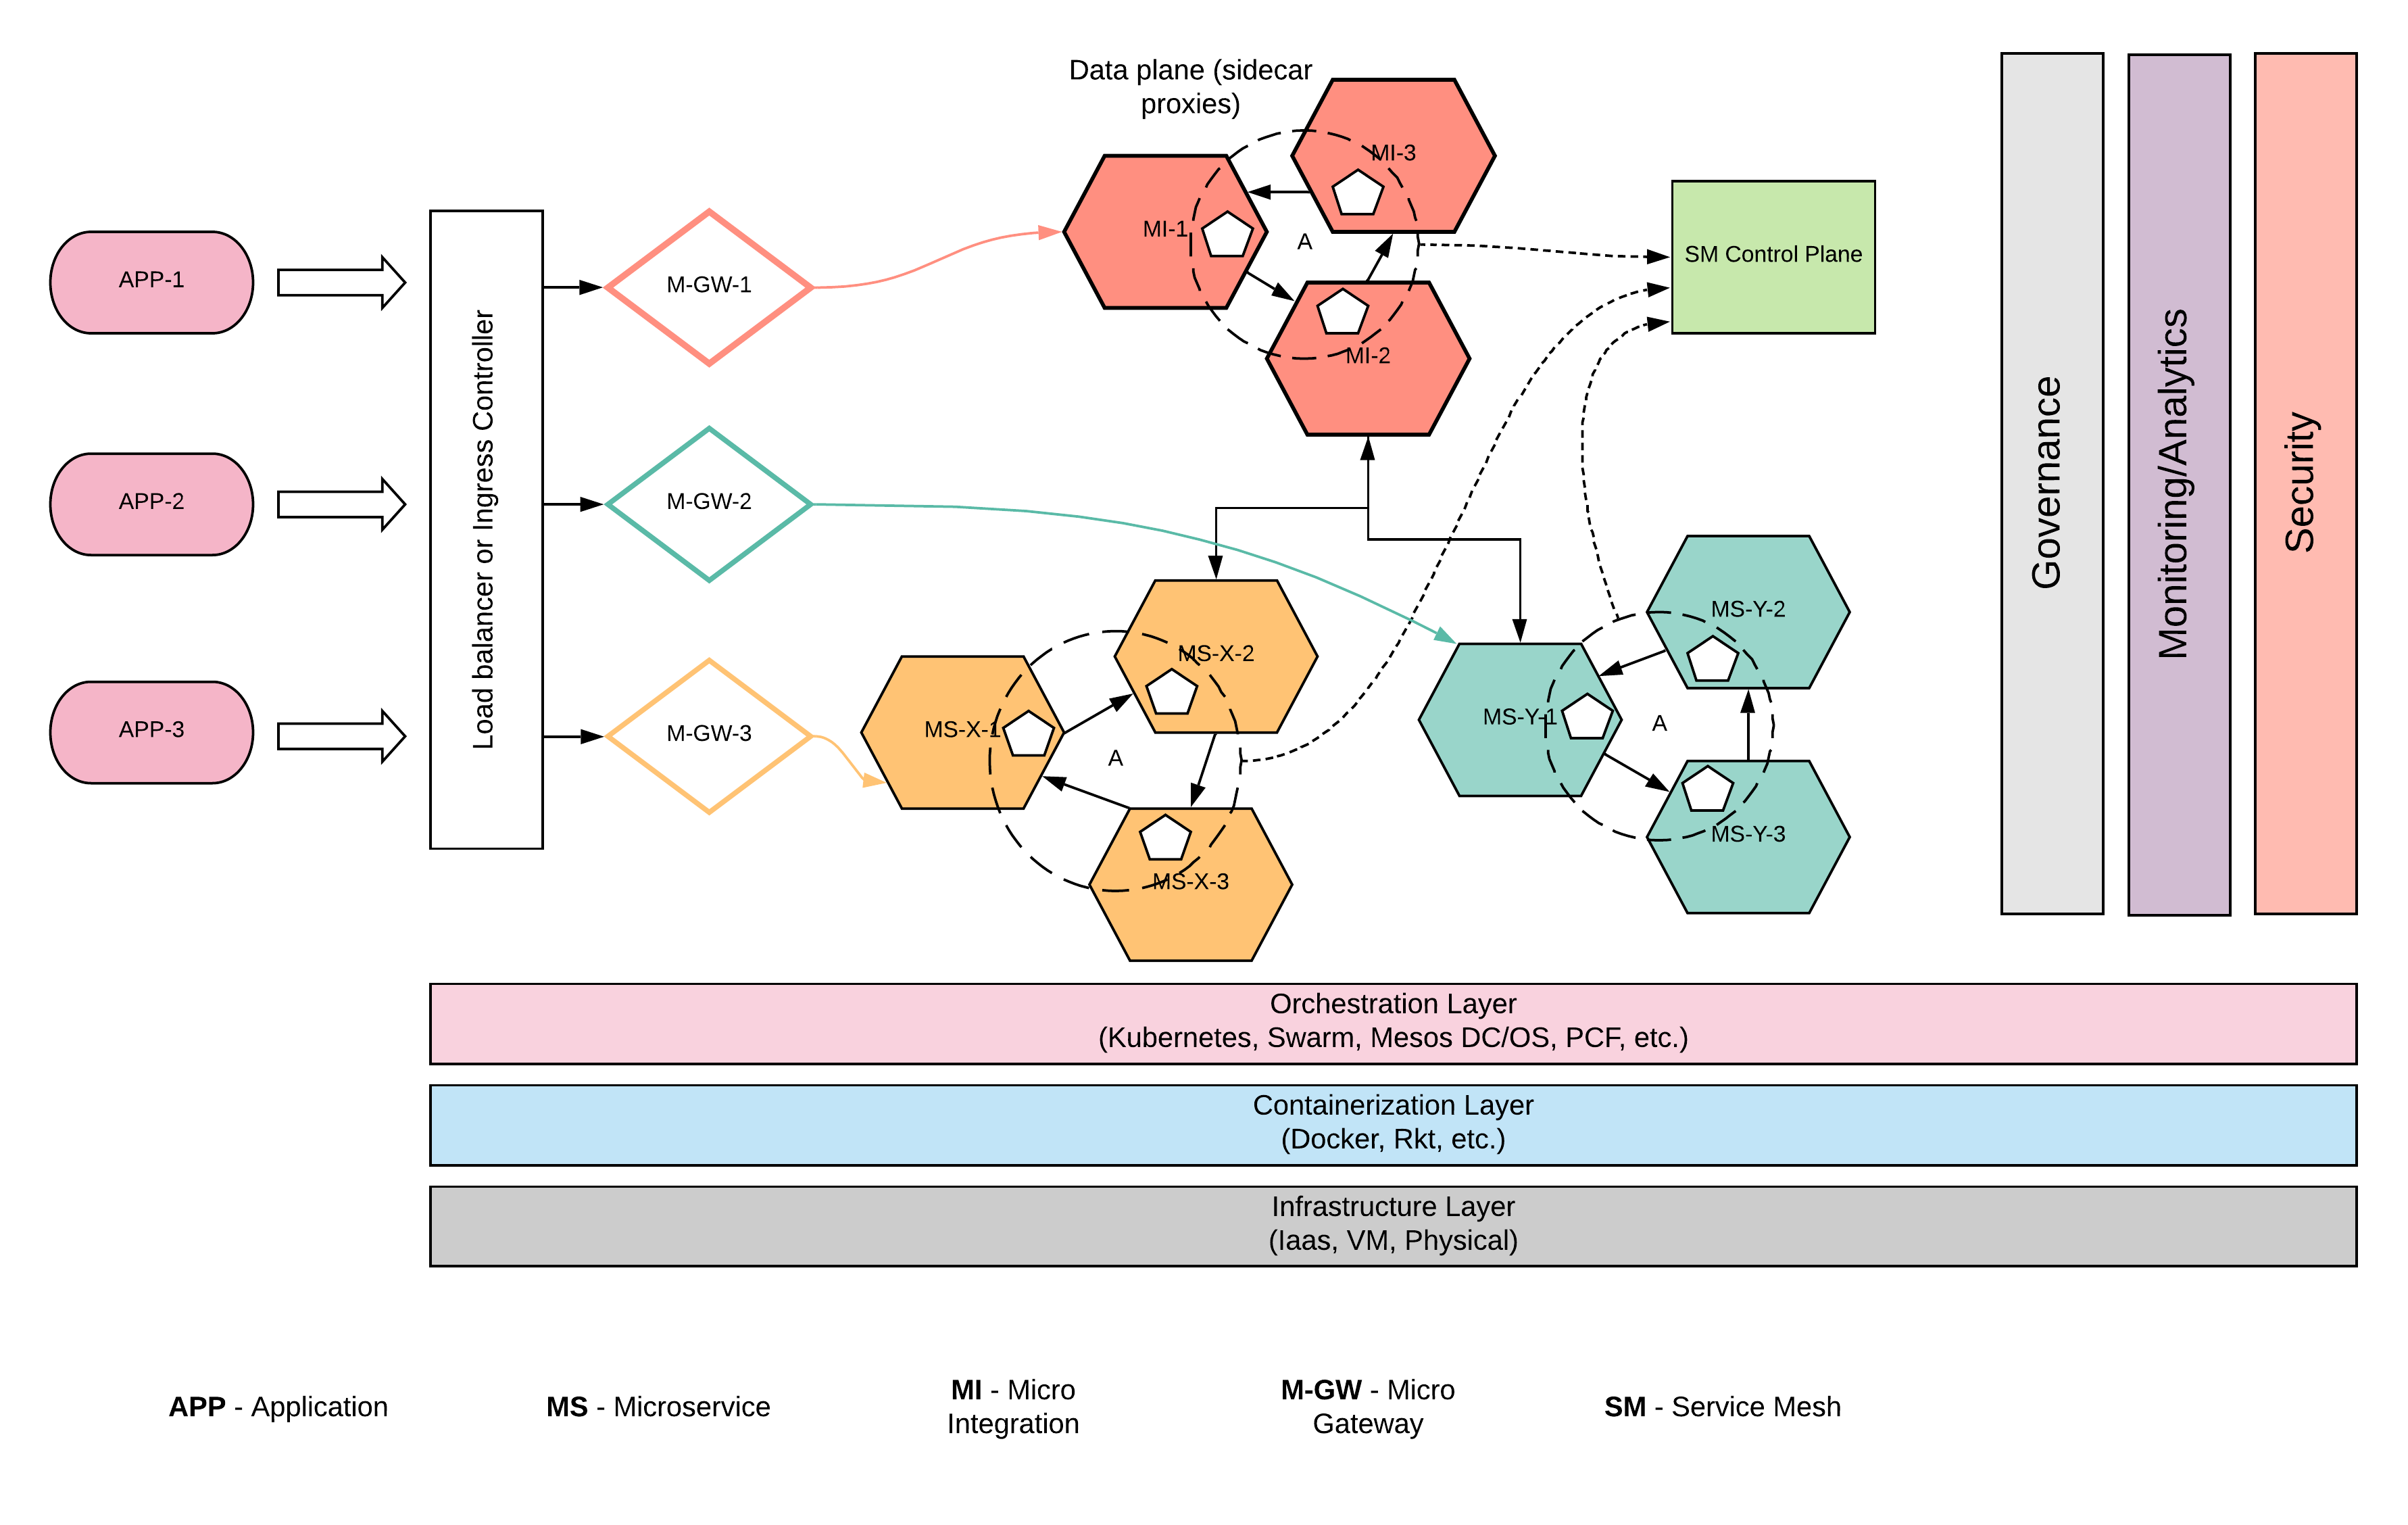 Data plane (sidecar
proxies)
MI-3
MI-1
A
MI-2
SM Control Plane
APP-1
M-GW-1
Load balancer or Ingress Controller
APP-2
M-GW-2
APP-3
M-GW-3
MS-X-2
MS-X-1
A
MS-X-3
MS-Y-2
MS-Y-1
A
MS-Y-3
Governance
Monitoring/Analytics
Security
Orchestration Layer
(Kubernetes, Swarm, Mesos DC/OS, PCF, etc.)
Containerization Layer
(Docker, Rkt, etc.)
Infrastructure Layer
(Iaas, VM, Physical)
APP - Application
MS - Microservice
MI - Micro
Integration
M-GW - Micro
Gateway
SM - Service Mesh